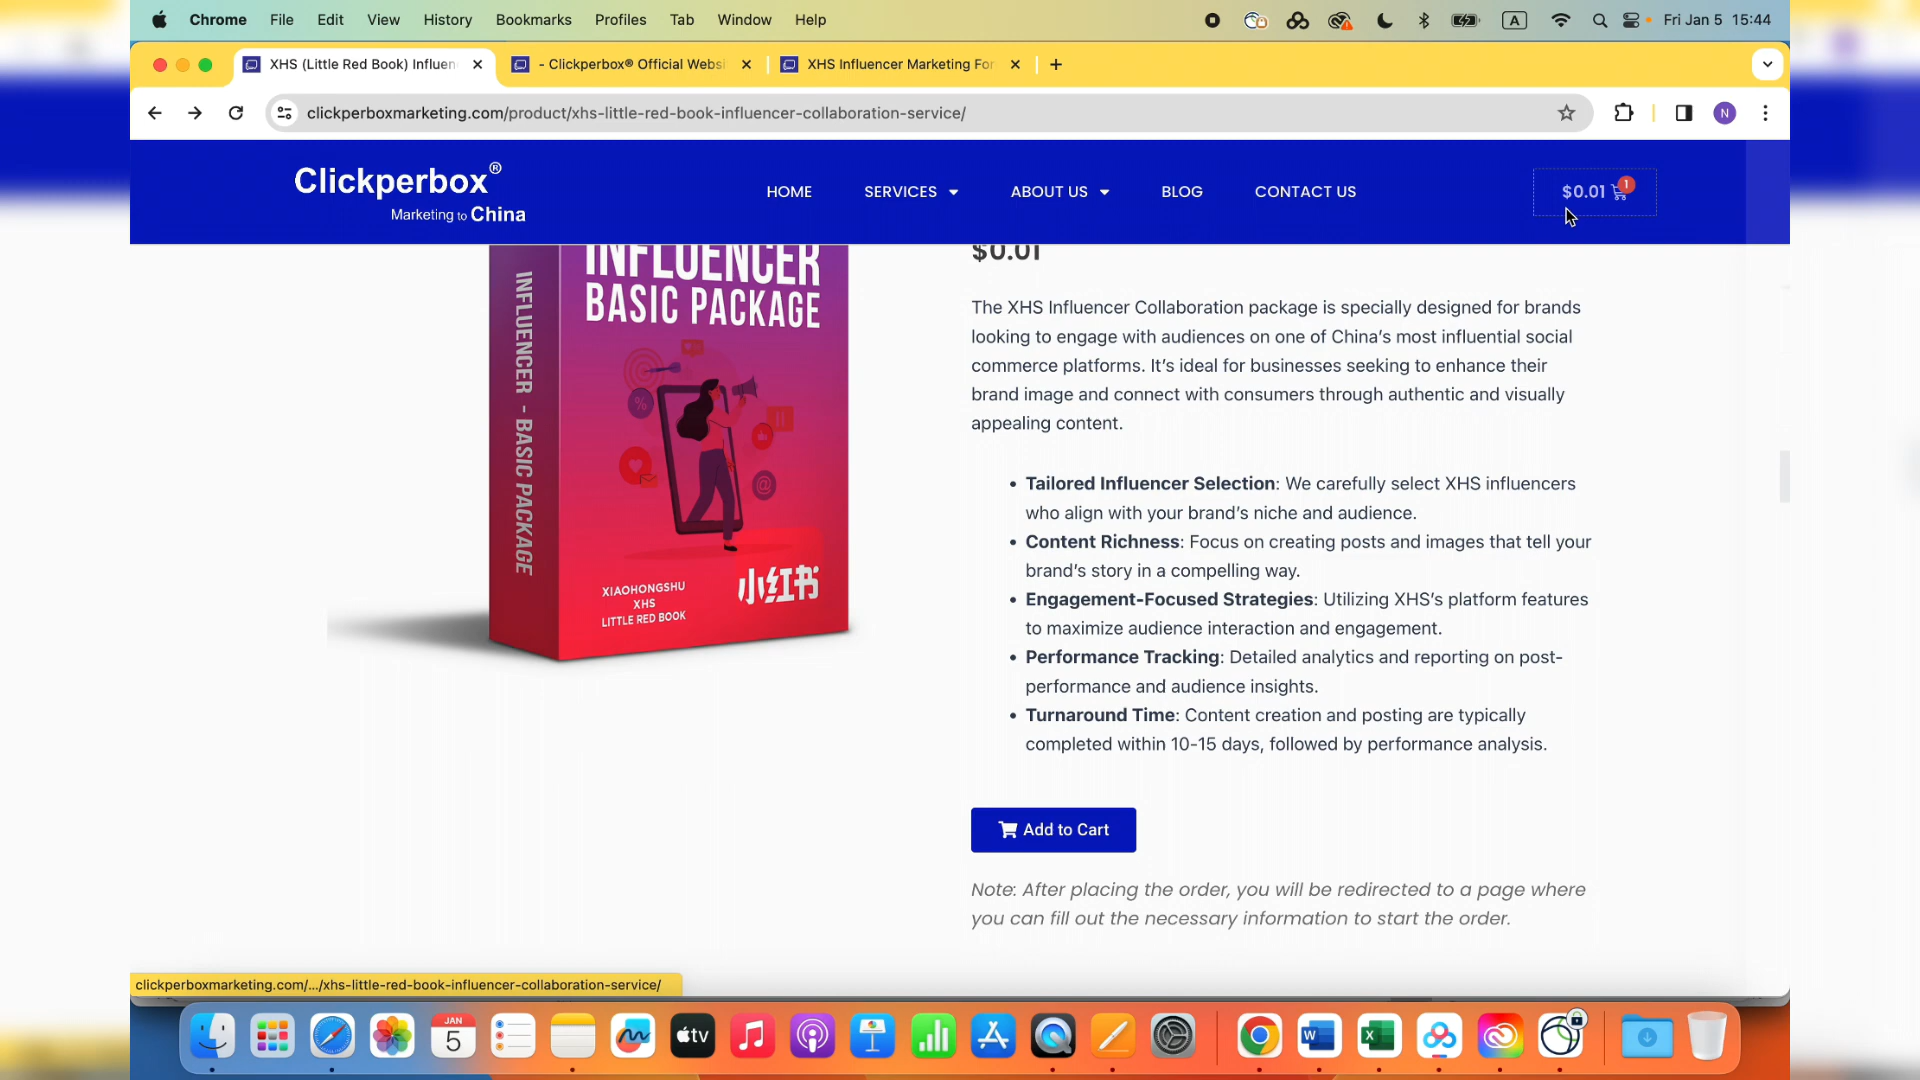 Chrome File Edit View History Bookmarks Profiles Tab Window Help A Fri Jan 5 15:44
XHS (Little Red Book) Influen - Clickperbox® Official Websi XHS Influencer Marketing For
clickperboxmarketing.com/product/xhs-little-red-book-influencer-collaboration-service/ N
Clickperbox®
Marketing to China
HOME SERVICES ABOUT US BLOG CONTACT US $0.01 1
INFLUENCER
BASIC PACKAGE
INFLUENCER - BASIC PACKAGE
XIAOHONGSHU
XHS
LITTLE RED BOOK
小红书
$0.01
The XHS Influencer Collaboration package is specially designed for brands
looking to engage with audiences on one of China's most influential social
commerce platforms. It's ideal for businesses seeking to enhance their
brand image and connect with consumers through authentic and visually
appealing content.
• Tailored Influencer Selection: We carefully select XHS influencers
who align with your brand's niche and audience.
• Content Richness: Focus on creating posts and images that tell your
brand's story in a compelling way.
• Engagement-Focused Strategies: Utilizing XHS's platform features
to maximize audience interaction and engagement.
• Performance Tracking: Detailed analytics and reporting on post-
performance and audience insights.
• Turnaround Time: Content creation and posting are typically
completed within 10-15 days, followed by performance analysis.
Add to Cart
Note: After placing the order, you will be redirected to a page where
you can fill out the necessary information to start the order.
clickperboxmarketing.com/.../xhs-little-red-book-influencer-collaboration-service/
JAN
5
tv
W
X